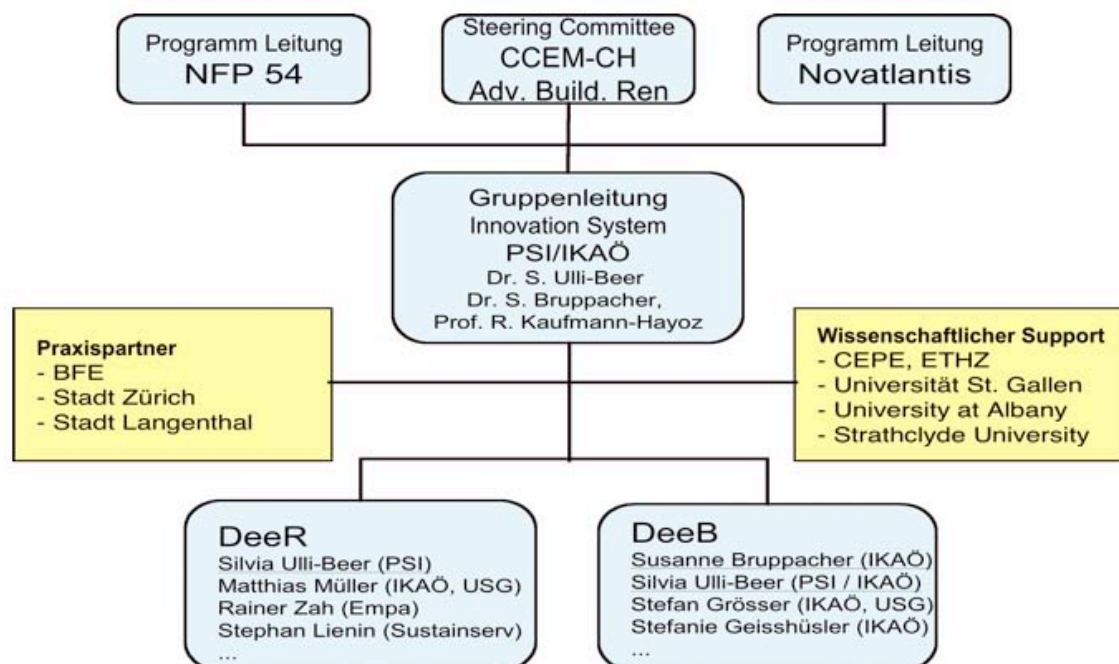 Programm Leitung
NFP 54
Steering Committee
CCEM-CH
Adv. Build. Ren
Programm Leitung
Novatlantis
Gruppenleitung
Innovation System
PSI/IKAÖ
Dr. S. Ulli-Beer
Dr. S. Bruppacher,
Prof. R. Kaufmann-Hayoz
Praxispartner
- BFE
- Stadt Zürich
- Stadt Langenthal
Wissenschaftlicher Support
- CEPE, ETHZ
- Universität St. Gallen
- University at Albany
- Strathclyde University
DeeR
Silvia Ulli-Beer (PSI)
Matthias Müller (IKAÖ, USG)
Rainer Zah (Empa)
Stephan Lienin (Sustainserv)
...
DeeB
Susanne Bruppacher (IKAÖ)
Silvia Ulli-Beer (PSI / IKAÖ)
Stefan Grösser (IKAÖ, USG)
Stefanie Geisshüsler (IKAÖ)
...